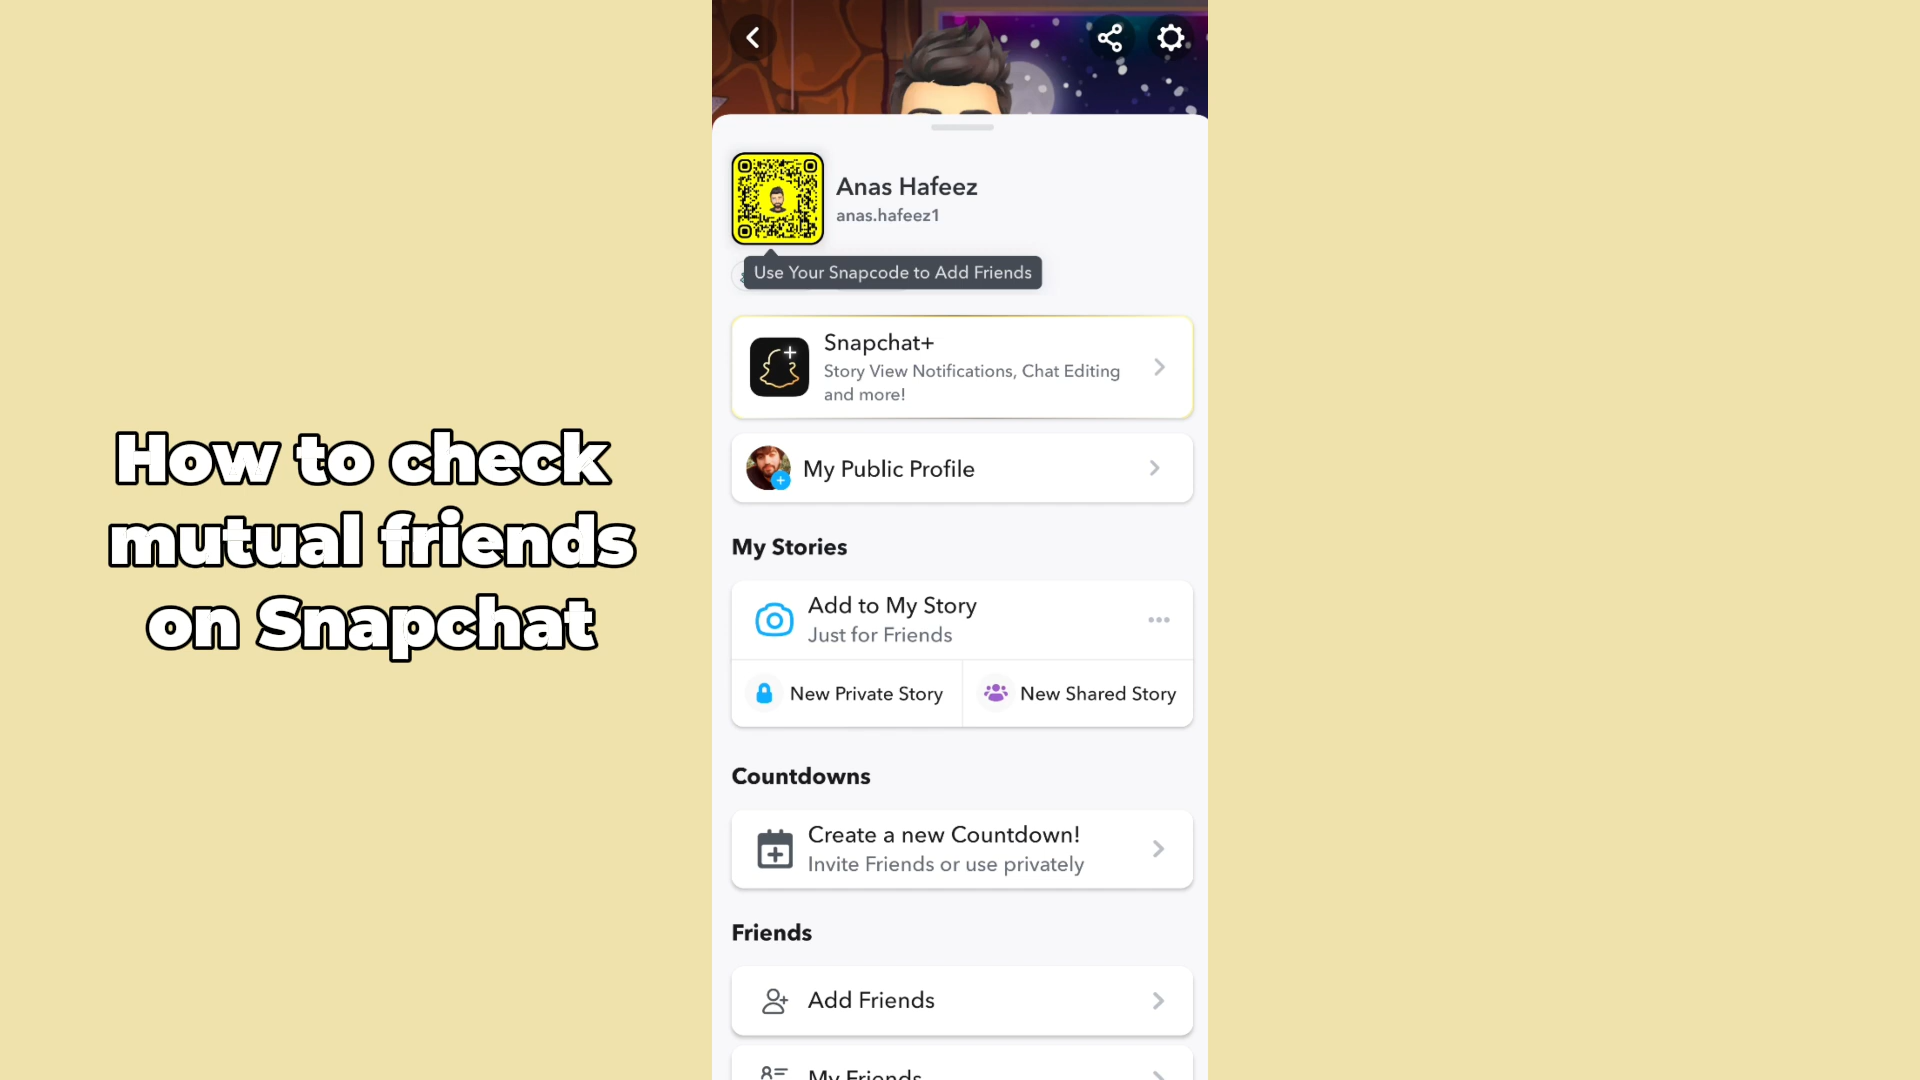 How to check
mutual friends
on Snapchat
Anas Hafeez
anas.hafeez1
Use Your Snapcode to Add Friends
Snapchat+
Story View Notifications, Chat Editing
and more!
My Public Profile
My Stories
Add to My Story
Just for Friends
New Private Story
New Shared Story
Countdowns
Create a new Countdown!
Invite Friends or use privately
Friends
Add Friends
My Friends